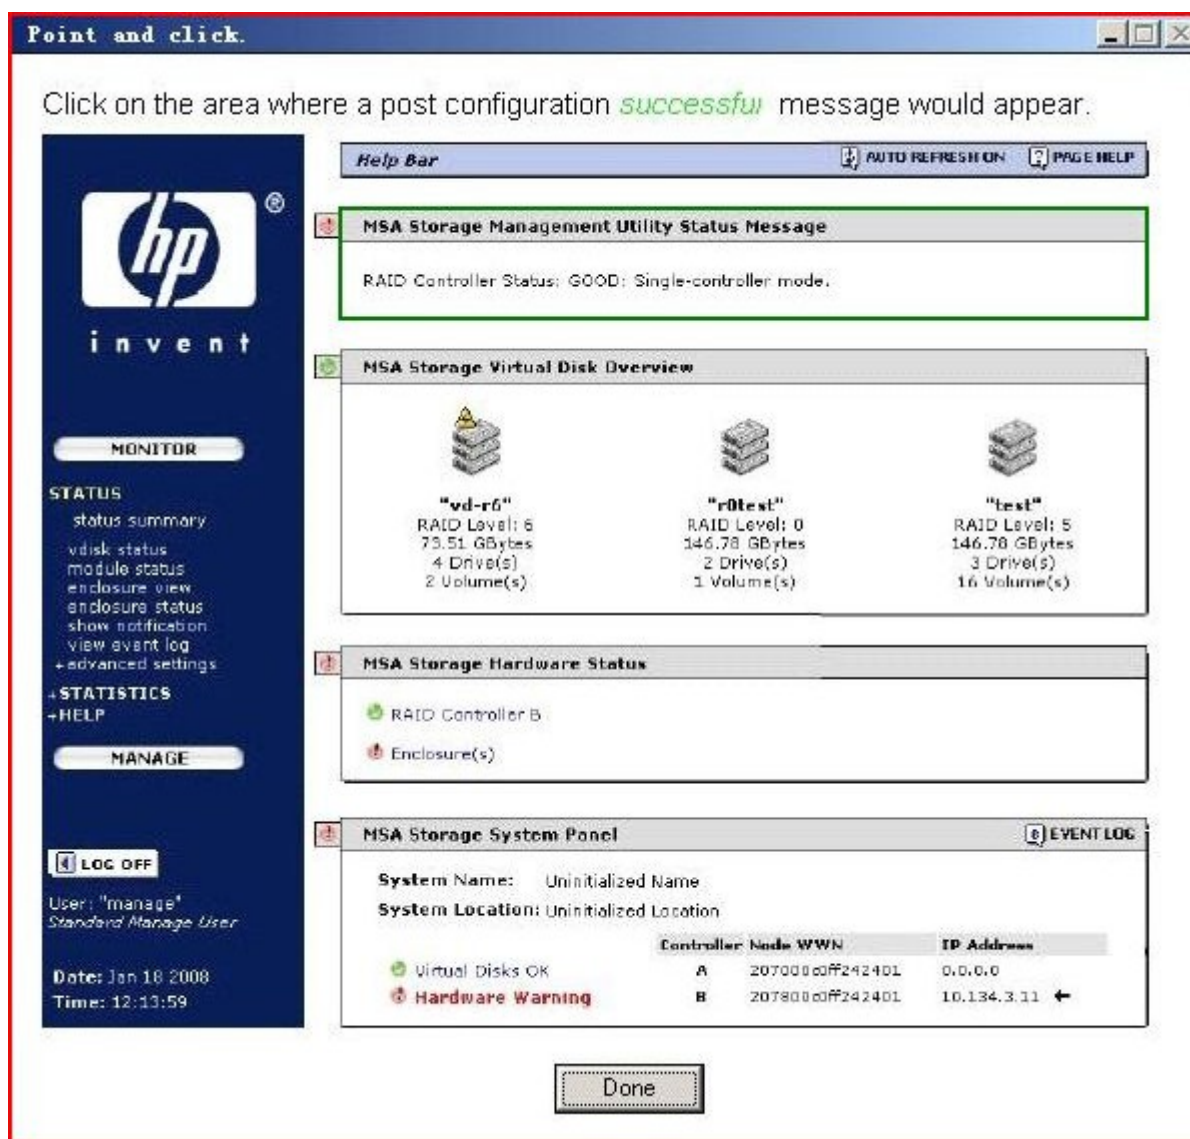 Point and click.
Click on the area where a post configuration successful message would appear.
Help Bar
AUTO REFRESH ON
PAGE HELP
hp
®
invent
MSA Storage Management Utility Status Message
RAID Controller Status: GOOD: Single-controller mode.
MSA Storage Virtual Disk Overview
"vd-r6"
RAID Level: 6
73.51 GBytes
4 Drive(s)
2 Volume(s)
"r0test"
RAID Level: 0
146.78 GBytes
2 Drive(s)
1 Volume(s)
"test"
RAID Level: 5
146.78 GBytes
3 Drive(s)
16 Volume(s)
MONITOR
STATUS
status summary
vdisk status
module status
enclosure view
enclosure status
show notification
view event log
+advanced settings
+STATISTICS
+HELP
MANAGE
LOG OFF
User: "manage"
Standard Manage User
Date: Jan 18 2008
Time: 12:13:59
MSA Storage Hardware Status
RAID Controller B
Enclosure(s)
MSA Storage System Panel
EVENT LOG
System Name: Uninitialized Name
System Location: Uninitialized Location
Controller Node WWN IP Address
Virtual Disks OK A 207000c0ff242401 0.0.0.0
Hardware Warning B 207800c0ff242401 10.134.3.11
Done